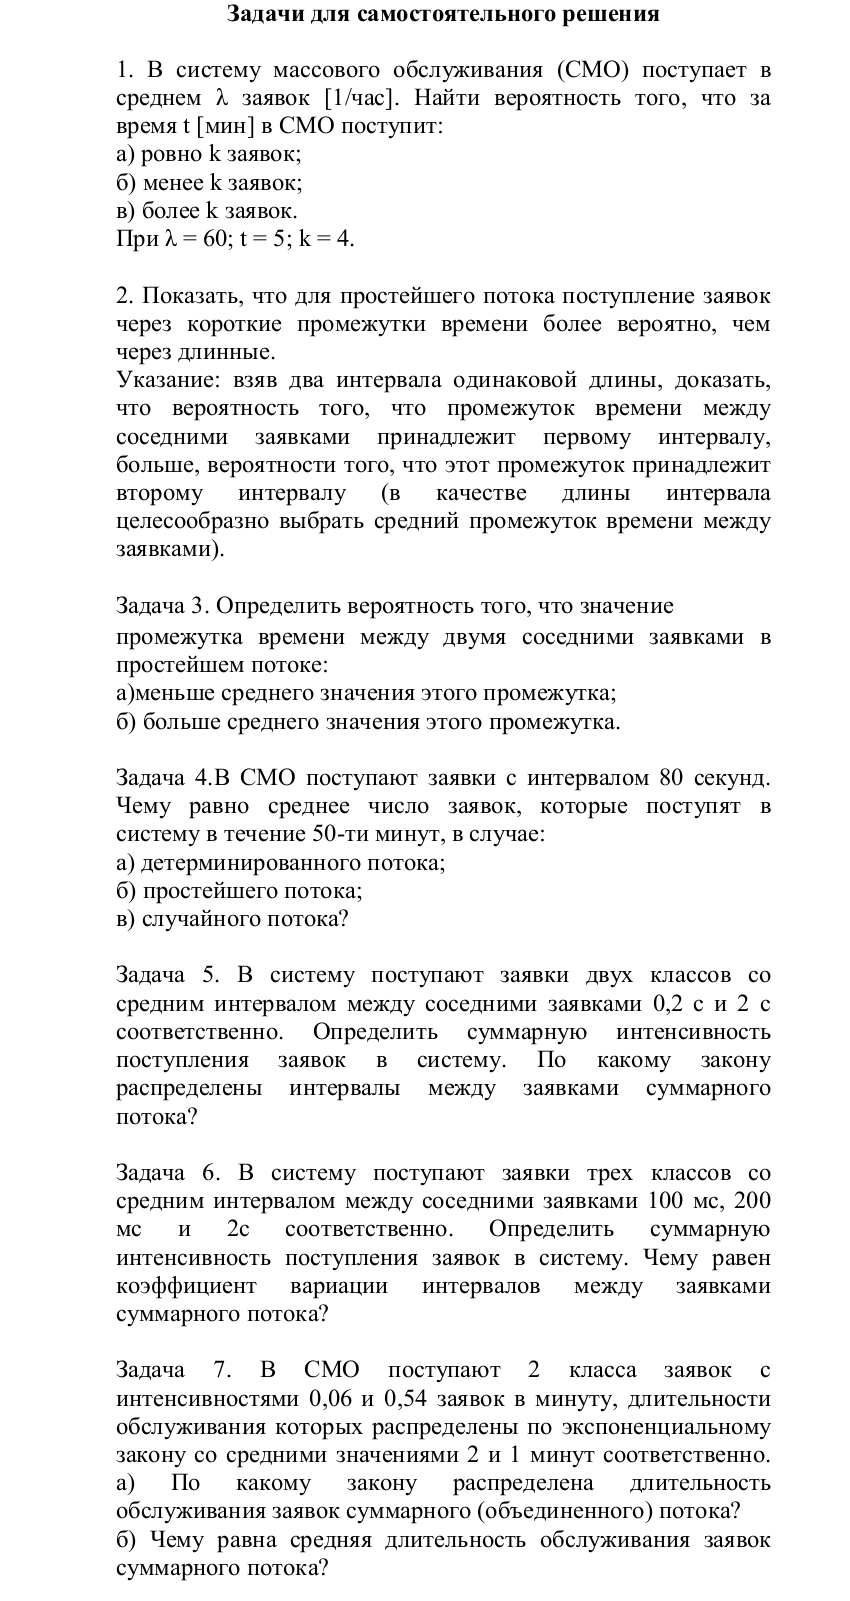 Задачи для самостоятельного решения
1. В систему массового обслуживания (СМО) поступает в
среднем λ заявок [1/час]. Найти вероятность того, что за
время t [мин] в СМО поступит:
а) ровно k заявок;
б) менее k заявок;
в) более k заявок.
При λ = 60; t = 5; k = 4.
2. Показать, что для простейшего потока поступление заявок
через короткие промежутки времени более вероятно, чем
через длинные.
Указание: взяв два интервала одинаковой длины, доказать,
что вероятность того, что промежуток времени между
соседними заявками принадлежит первому интервалу,
больше, вероятности того, что этот промежуток принадлежит
второму интервалу (в качестве длины интервала
целесообразно выбрать средний промежуток времени между
заявками).
Задача 3. Определить вероятность того, что значение
промежутка времени между двумя соседними заявками в
простейшем потоке:
а)меньше среднего значения этого промежутка;
б) больше среднего значения этого промежутка.
Задача 4.В СМО поступают заявки с интервалом 80 секунд.
Чему равно среднее число заявок, которые поступят в
систему в течение 50-ти минут, в случае:
а) детерминированного потока;
б) простейшего потока;
в) случайного потока?
Задача 5. В систему поступают заявки двух классов со
средним интервалом между соседними заявками 0,2 с и 2 с
соответственно. Определить суммарную интенсивность
поступления заявок в систему. По какому закону
распределены интервалы между заявками суммарного
потока?
Задача 6. В систему поступают заявки трех классов со
средним интервалом между соседними заявками 100 мс, 200
мс и 2с соответственно. Определить суммарную
интенсивность поступления заявок в систему. Чему равен
коэффициент вариации интервалов между заявками
суммарного потока?
Задача 7. В СМО поступают 2 класса заявок с
интенсивностями 0,06 и 0,54 заявок в минуту, длительности
обслуживания которых распределены по экспоненциальному
закону со средними значениями 2 и 1 минут соответственно.
а) По какому закону распределена длительность
обслуживания заявок суммарного (объединенного) потока?
б) Чему равна средняя длительность обслуживания заявок
суммарного потока?